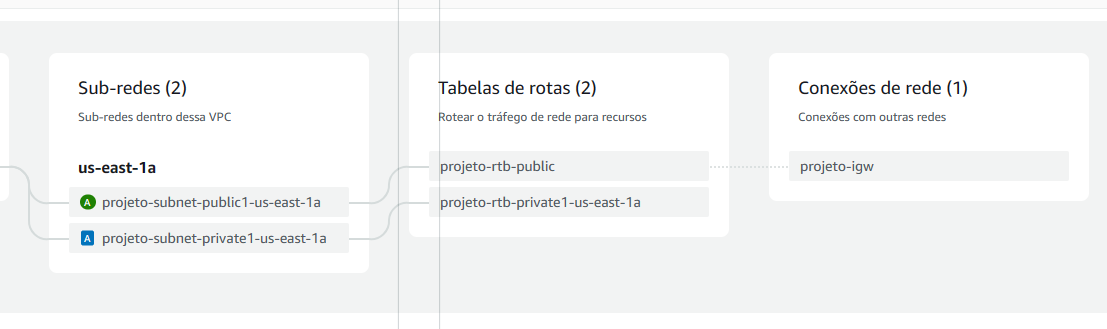 Sub-redes (2)
Sub-redes dentro dessa VPC
us-east-1a
A projeto-subnet-public1-us-east-1a
A projeto-subnet-private1-us-east-1a
Tabelas de rotas (2)
Rotear o tráfego de rede para recursos
projeto-rtb-public
projeto-rtb-private1-us-east-1a
Conexões de rede (1)
Conexões com outras redes
projeto-igw